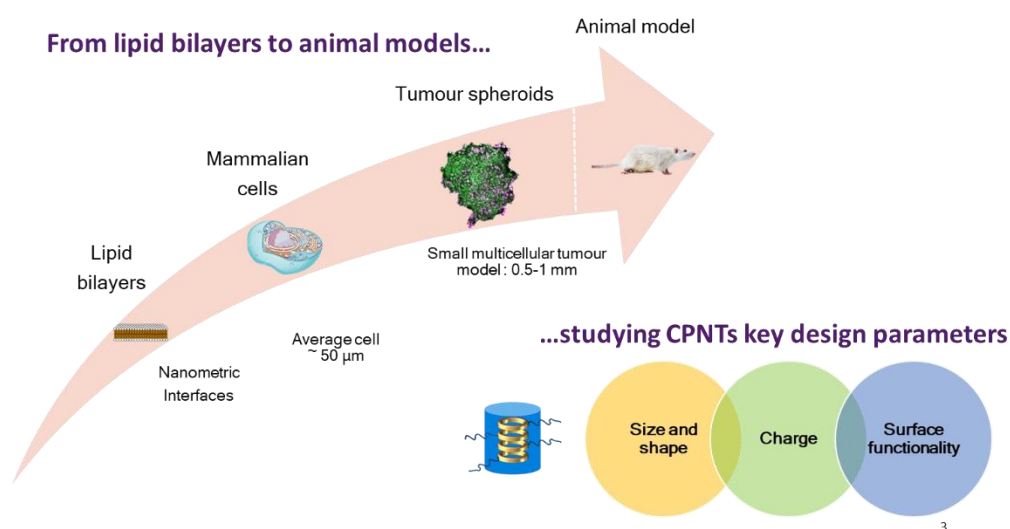 From lipid bilayers to animal models…
Animal model
Tumour spheroids
Mammalian
cells
Lipid
bilayers
Small multicellular tumour
model : 0.5-1 mm
Average cell
~ 50 µm
Nanometric
Interfaces
…studying CPNTs key design parameters
Size and
shape
Charge
Surface
functionality
3